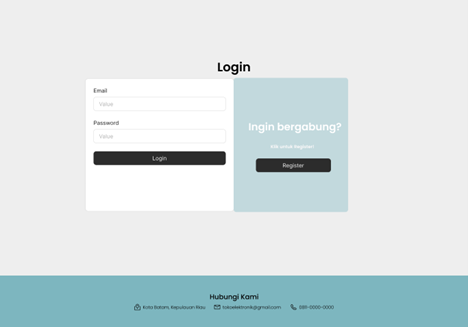 Login
Email
Value
Password
Value
Login
Ingin bergabung?
Klik untuk Register!
Register
Hubungi Kami
Kota Batam, Kepulauan Riau
tokoelektronik@gmail.com
089-0000-0000